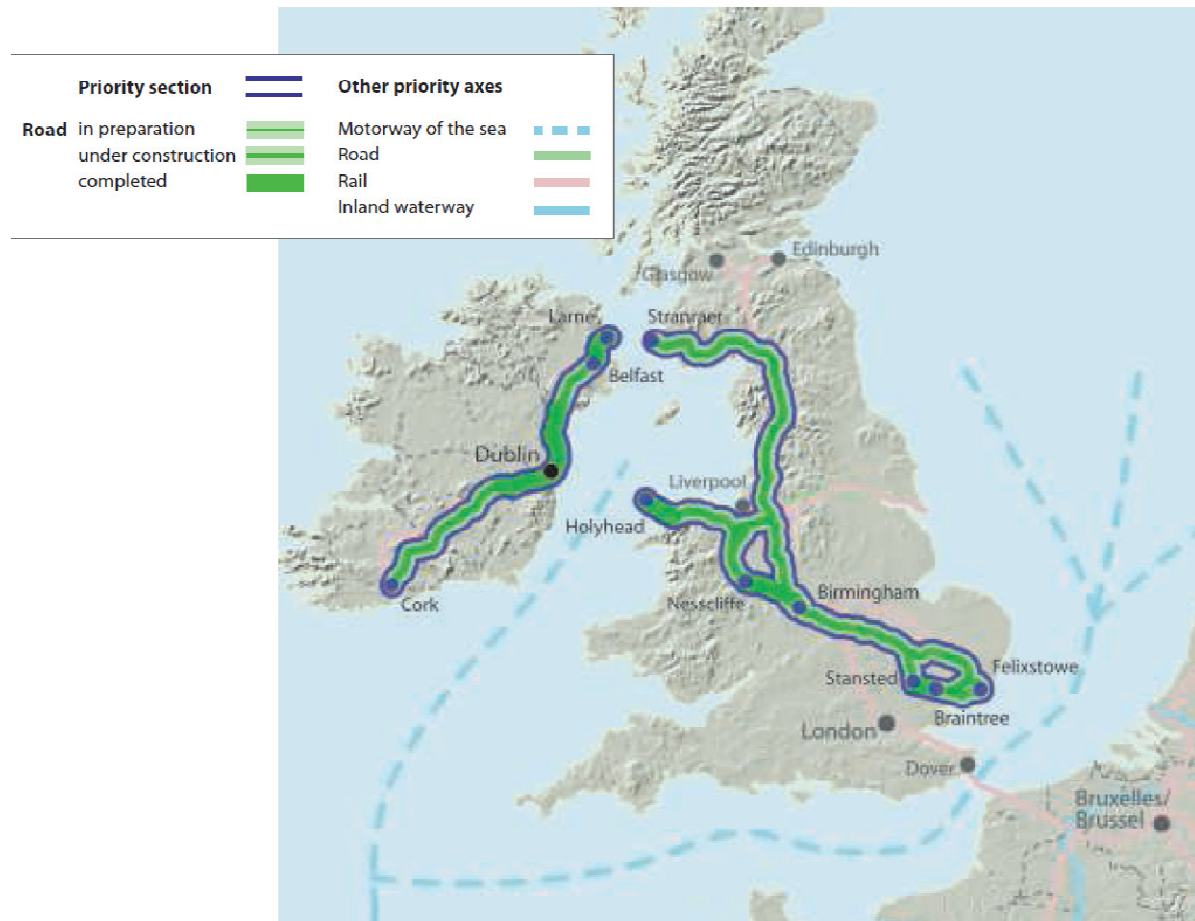 Priority section
Other priority axes
Road in preparation
Motorway of the sea
under construction
Road
completed
Rail
Inland waterway
Edinburgh
Glasgow
Larne
Stranraer
Belfast
Dublin
Liverpool
Holyhead
Cork
Nesscliffe
Birmingham
Stansted
Felixstowe
Braintree
London
Dover
Bruxelles/
Brussel